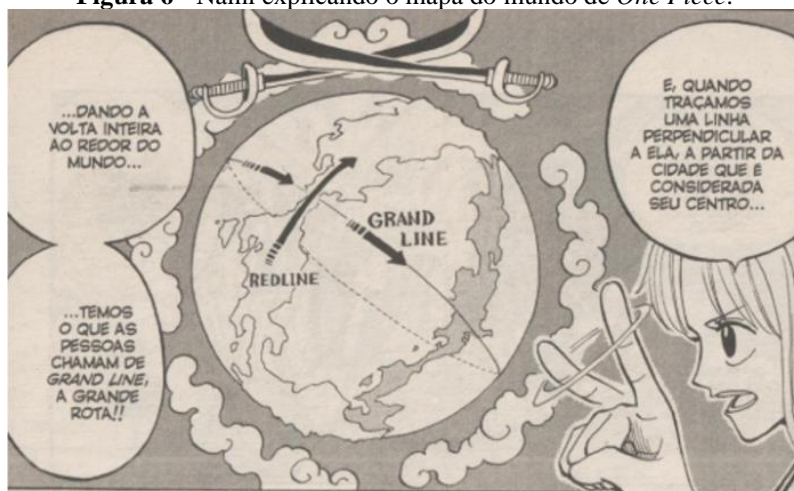 Figura 6 - Nami explicando o mapa do mundo de One Piece.
E, QUANDO
TRAÇAMOS
UMA LINHA
PERPENDICULAR
A ELA, A PARTIR DA
CIDADE QUE É
CONSIDERADA
SEU CENTRO...
...DANDO A
VOLTA INTEIRA
AO REDOR DO
MUNDO...
GRAND
LINE
REDLINE
...TEMOS
O QUE AS
PESSOAS
CHAMAM DE
GRAND LINE,
A GRANDE
ROTA!!